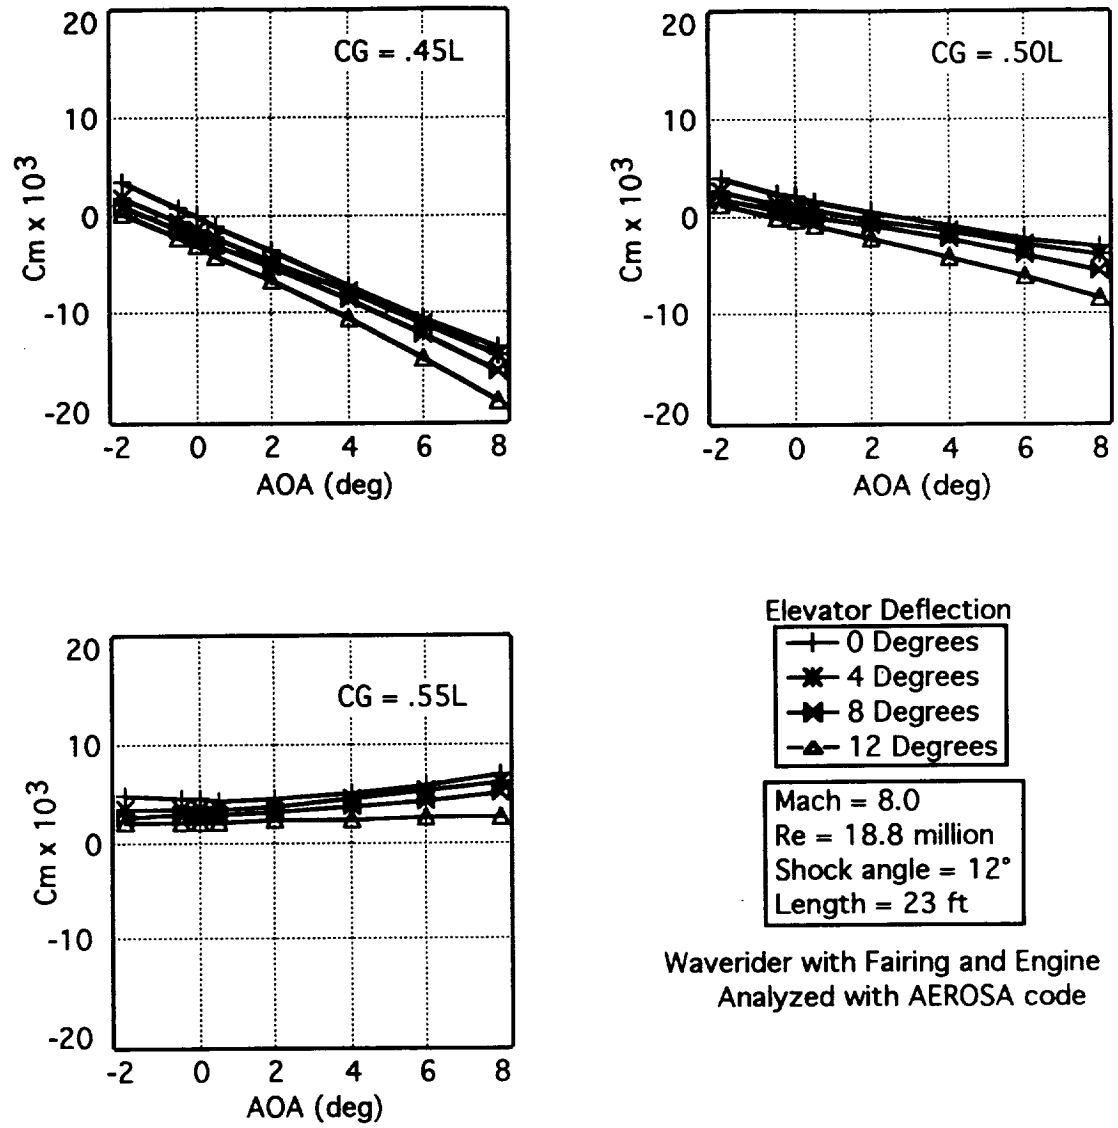 20
CG = .45L
10
0
-10
-20
Cm x 10³
-2 0 2 4 6 8
AOA (deg)
20
CG = .50L
10
0
-10
-20
Cm x 10³
-2 0 2 4 6 8
AOA (deg)
20
CG = .55L
10
0
-10
-20
Cm x 10³
-2 0 2 4 6 8
AOA (deg)
Elevator Deflection
0 Degrees
4 Degrees
8 Degrees
12 Degrees
Mach = 8.0
Re = 18.8 million
Shock angle = 12°
Length = 23 ft
Waverider with Fairing and Engine
Analyzed with AEROSA code